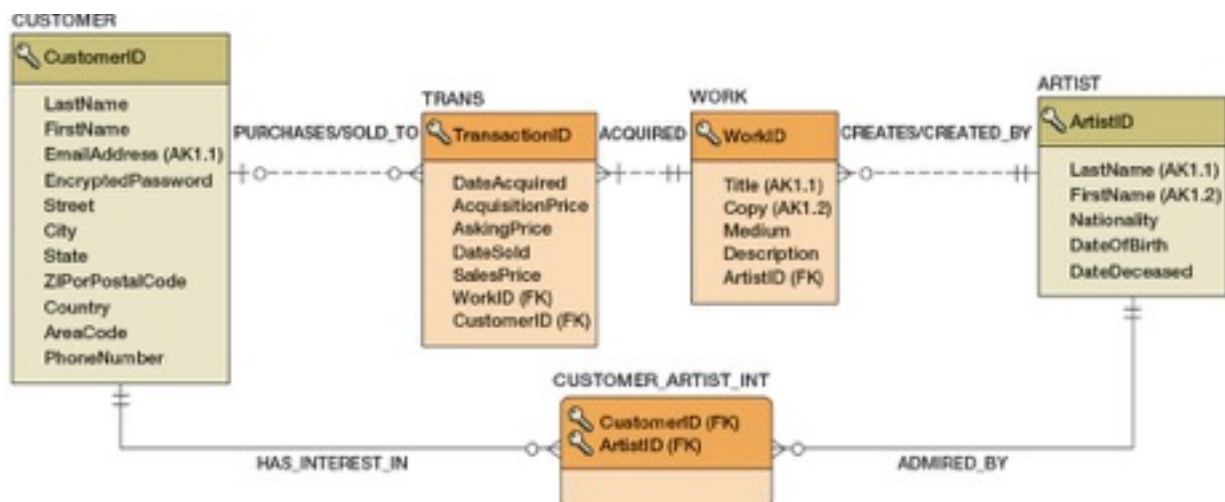 CUSTOMER
CustomerID
LastName
FirstName
EmailAddress (AK1.1)
EncryptedPassword
Street
City
State
ZIPorPostalCode
Country
AreaCode
PhoneNumber
PURCHASES/SOLD_TO
TRANS
TransactionID
DateAcquired
AcquisitionPrice
AskingPrice
DateSold
SalesPrice
WorkID (FK)
CustomerID (FK)
ACQUIRED
WORK
WorkID
Title (AK1.1)
Copy (AK1.2)
Medium
Description
ArtistID (FK)
CREATES/CREATED_BY
ARTIST
ArtistID
LastName (AK1.1)
FirstName (AK1.2)
Nationality
DateOfBirth
DateDeceased
CUSTOMER_ARTIST_INT
CustomerID (FK)
ArtistID (FK)
HAS_INTEREST_IN
ADMIRED_BY